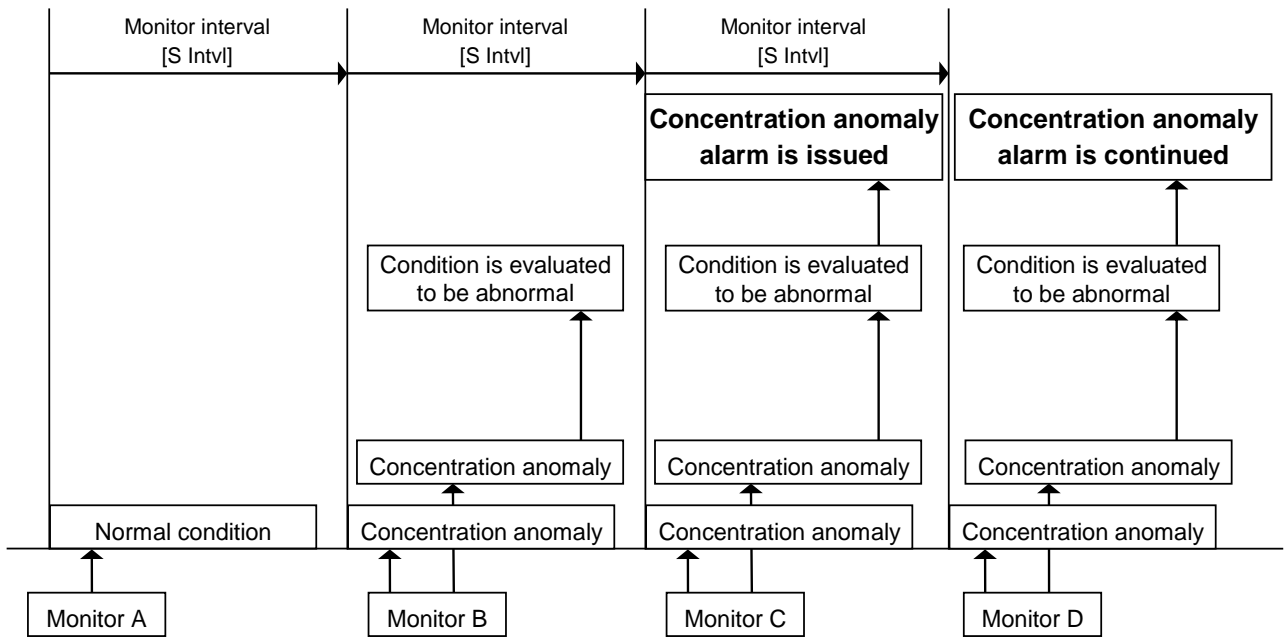 Monitor interval
[S Intvl]
Monitor interval
[S Intvl]
Monitor interval
[S Intvl]
Concentration anomaly
alarm is issued
Concentration anomaly
alarm is continued
Condition is evaluated
to be abnormal
Condition is evaluated
to be abnormal
Condition is evaluated
to be abnormal
Concentration anomaly
Concentration anomaly
Concentration anomaly
Normal condition
Concentration anomaly
Concentration anomaly
Concentration anomaly
Monitor A
Monitor B
Monitor C
Monitor D